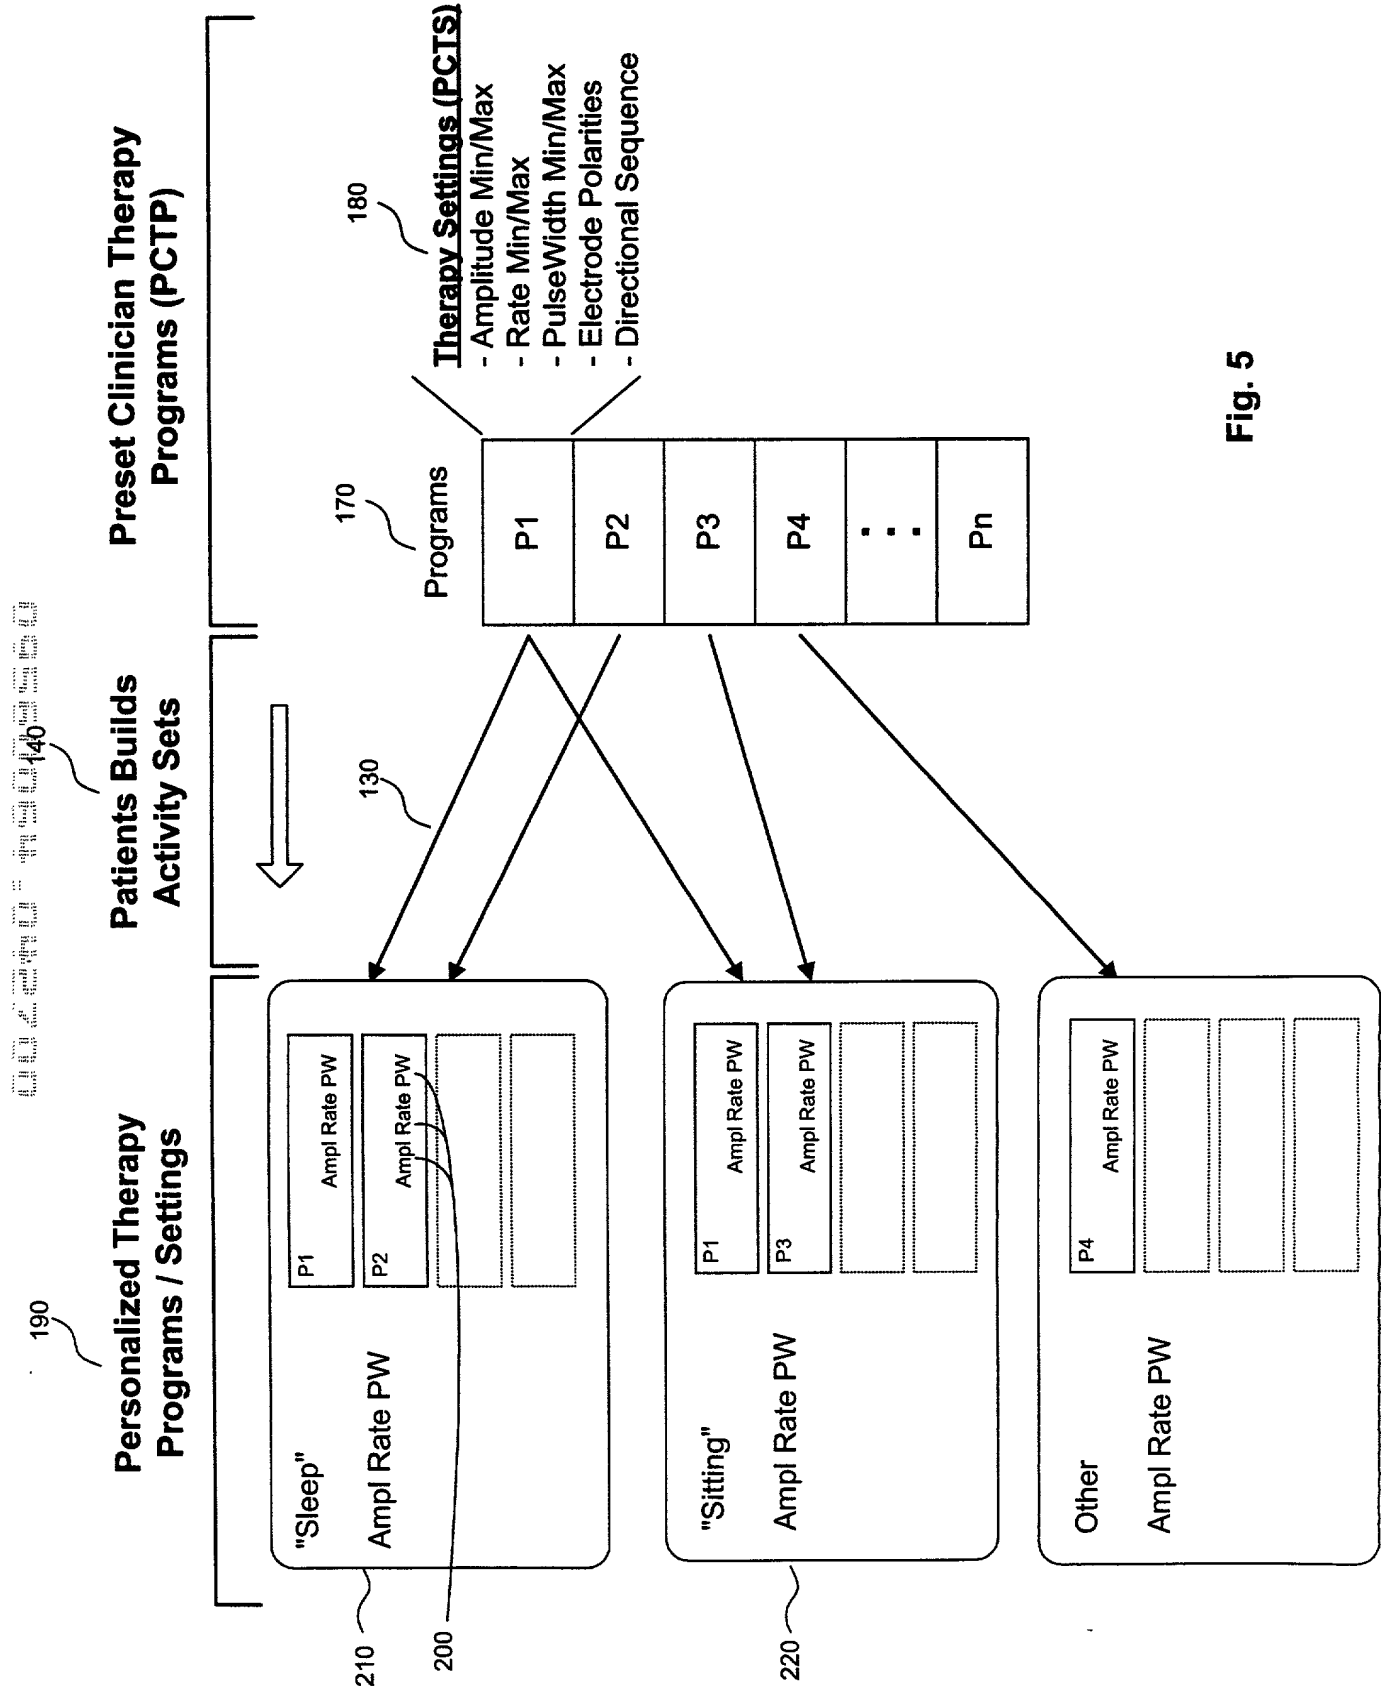 190
Personalized Therapy
Programs / Settings
140
Patients Builds
Activity Sets
Preset Clinician Therapy
Programs (PCTP)
210
"Sleep"
Ampl Rate PW
P1
Ampl Rate PW
P2
Ampl Rate PW
200
130
170
Programs
P1
P2
P3
P4
. . .
Pn
180
Therapy Settings (PCTS)
- Amplitude Min/Max
- Rate Min/Max
- PulseWidth Min/Max
- Electrode Polarities
- Directional Sequence
220
"Sitting"
Ampl Rate PW
P1
Ampl Rate PW
P3
Ampl Rate PW
Other
Ampl Rate PW
P4
Ampl Rate PW
Fig. 5